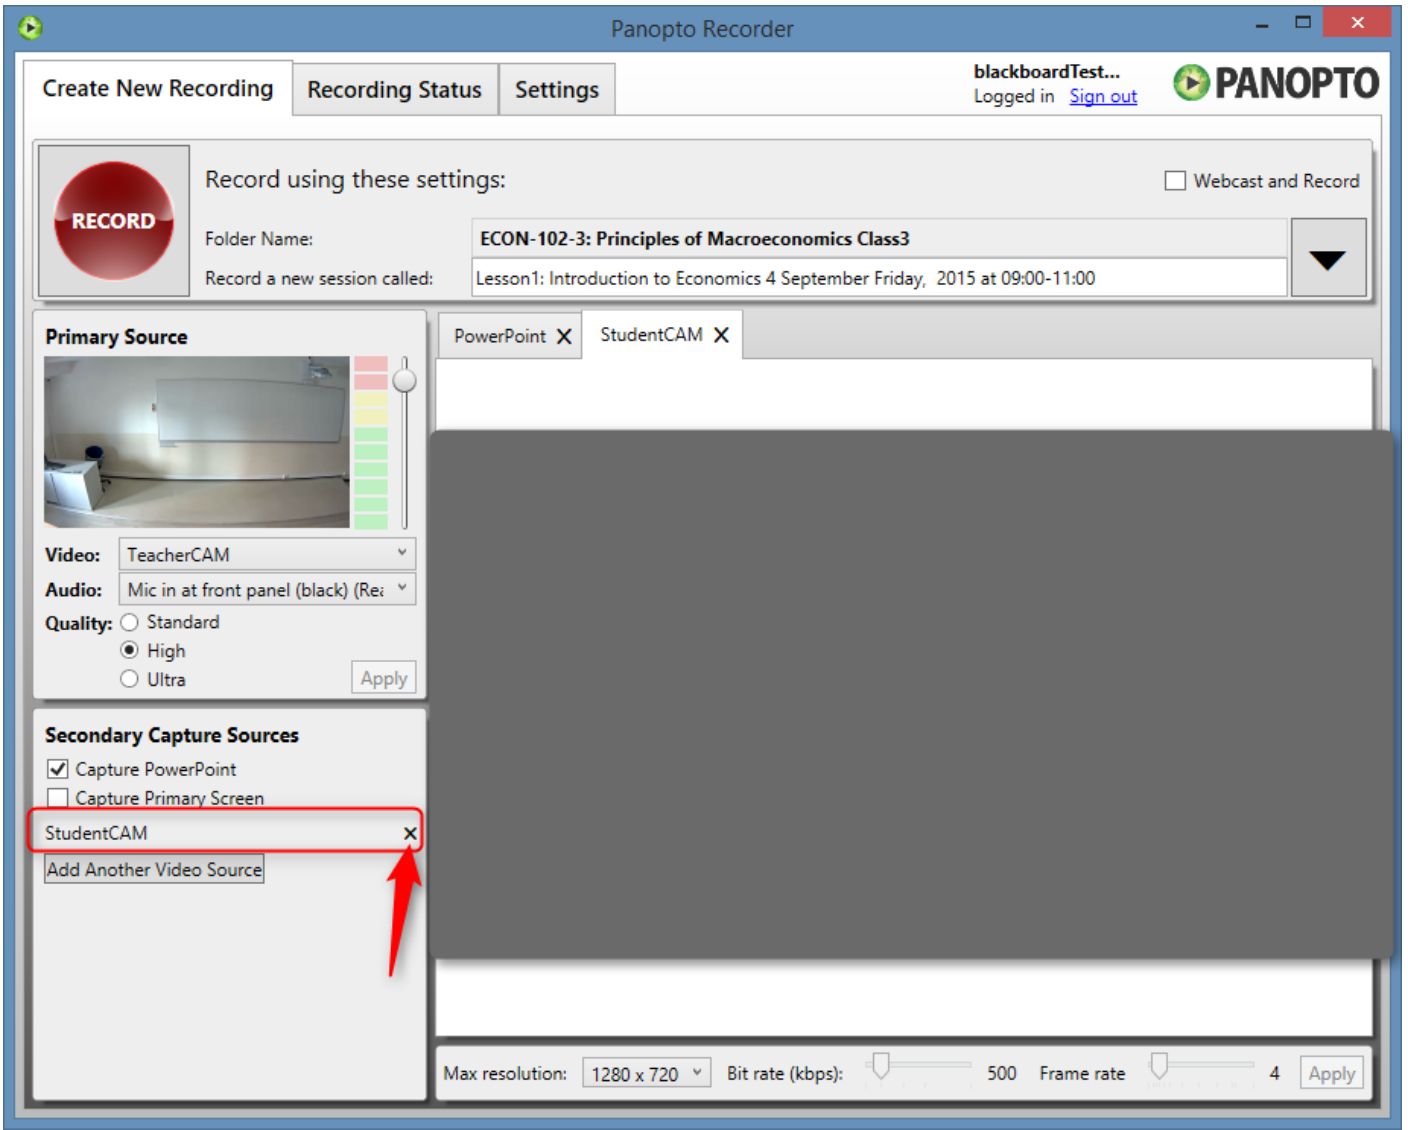 Panopto Recorder
Create New Recording
Recording Status
Settings
blackboardTest...
Logged in Sign out
PANOPTO
RECORD
Record using these settings:
Webcast and Record
Folder Name:
ECON-102-3: Principles of Macroeconomics Class3
Record a new session called:
Lesson1: Introduction to Economics 4 September Friday, 2015 at 09:00-11:00
Primary Source
PowerPoint X
StudentCAM X
Video: TeacherCAM
Audio: Mic in at front panel (black) (Rea
Quality: Standard
High
Ultra
Apply
Secondary Capture Sources
Capture PowerPoint
Capture Primary Screen
StudentCAM X
Add Another Video Source
Max resolution: 1280 x 720 Bit rate (kbps): 500 Frame rate 4 Apply